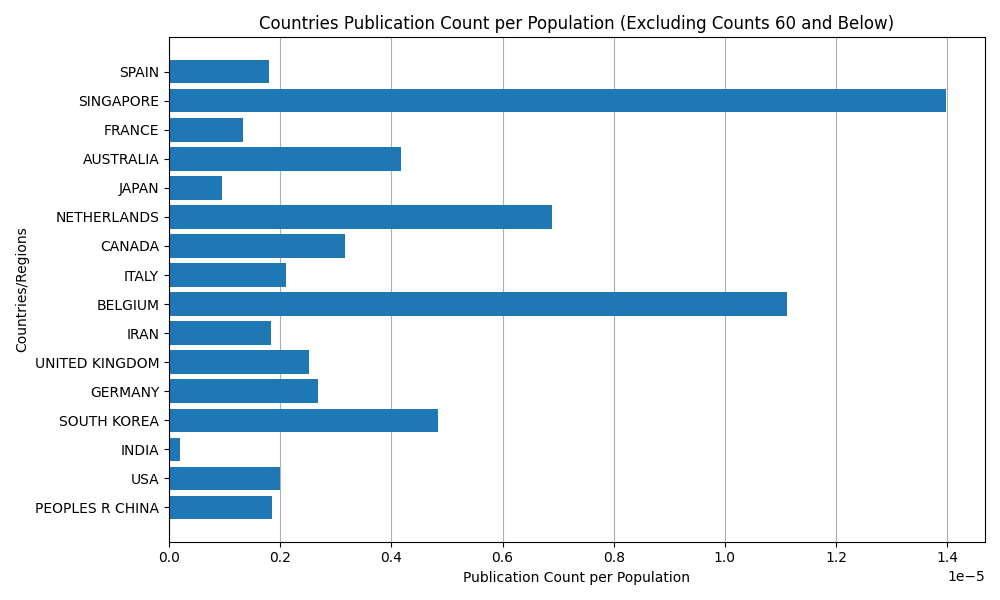 Countries Publication Count per Population (Excluding Counts 60 and Below)
SPAIN
SINGAPORE
FRANCE
AUSTRALIA
JAPAN
NETHERLANDS
CANADA
ITALY
BELGIUM
IRAN
UNITED KINGDOM
GERMANY
SOUTH KOREA
INDIA
USA
PEOPLES R CHINA
Countries/Regions
0.0 0.2 0.4 0.6 0.8 1.0 1.2 1.4
1e−5
Publication Count per Population